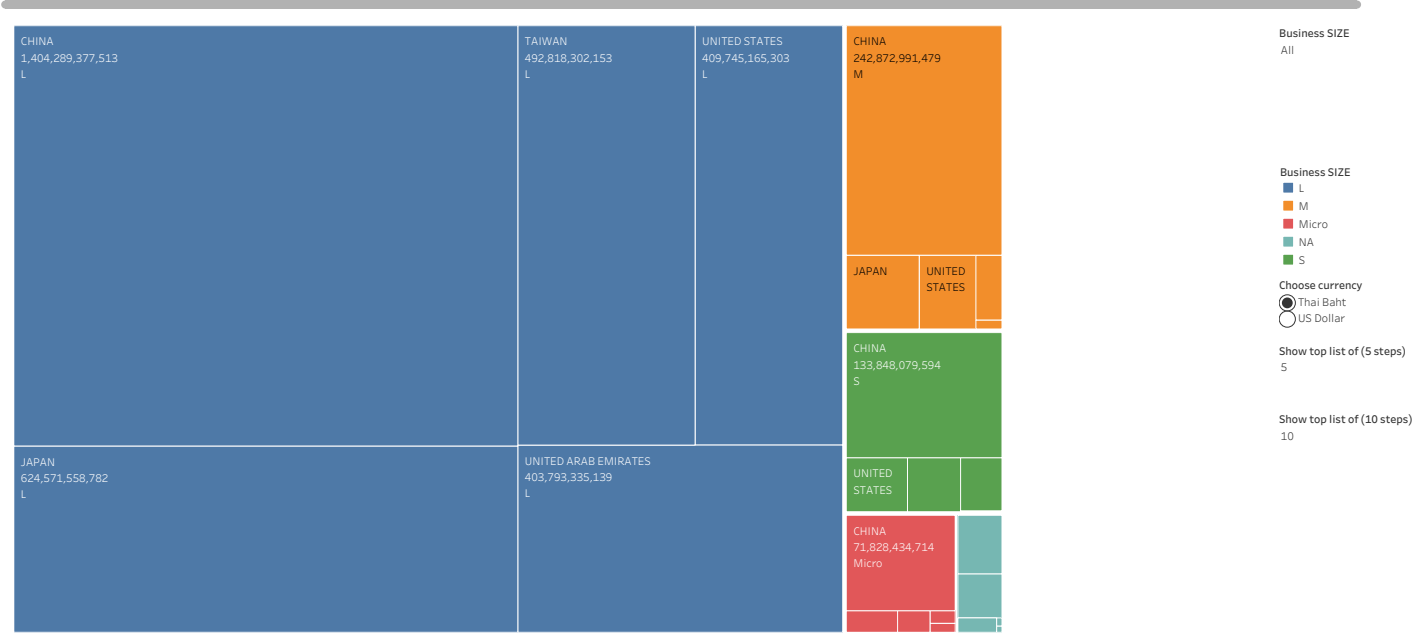 CHINA
1,404,289,377,513
L
TAIWAN
492,818,302,153
L
UNITED STATES
409,745,165,303
L
JAPAN
624,571,558,782
L
UNITED ARAB EMIRATES
403,793,335,139
L
CHINA
242,872,991,479
M
JAPAN
UNITED
STATES
CHINA
133,848,079,594
S
UNITED
STATES
CHINA
71,828,434,714
Micro
Business SIZE
All
Business SIZE
L
M
Micro
NA
S
Choose currency
Thai Baht
US Dollar
Show top list of (5 steps)
5
Show top list of (10 steps)
10